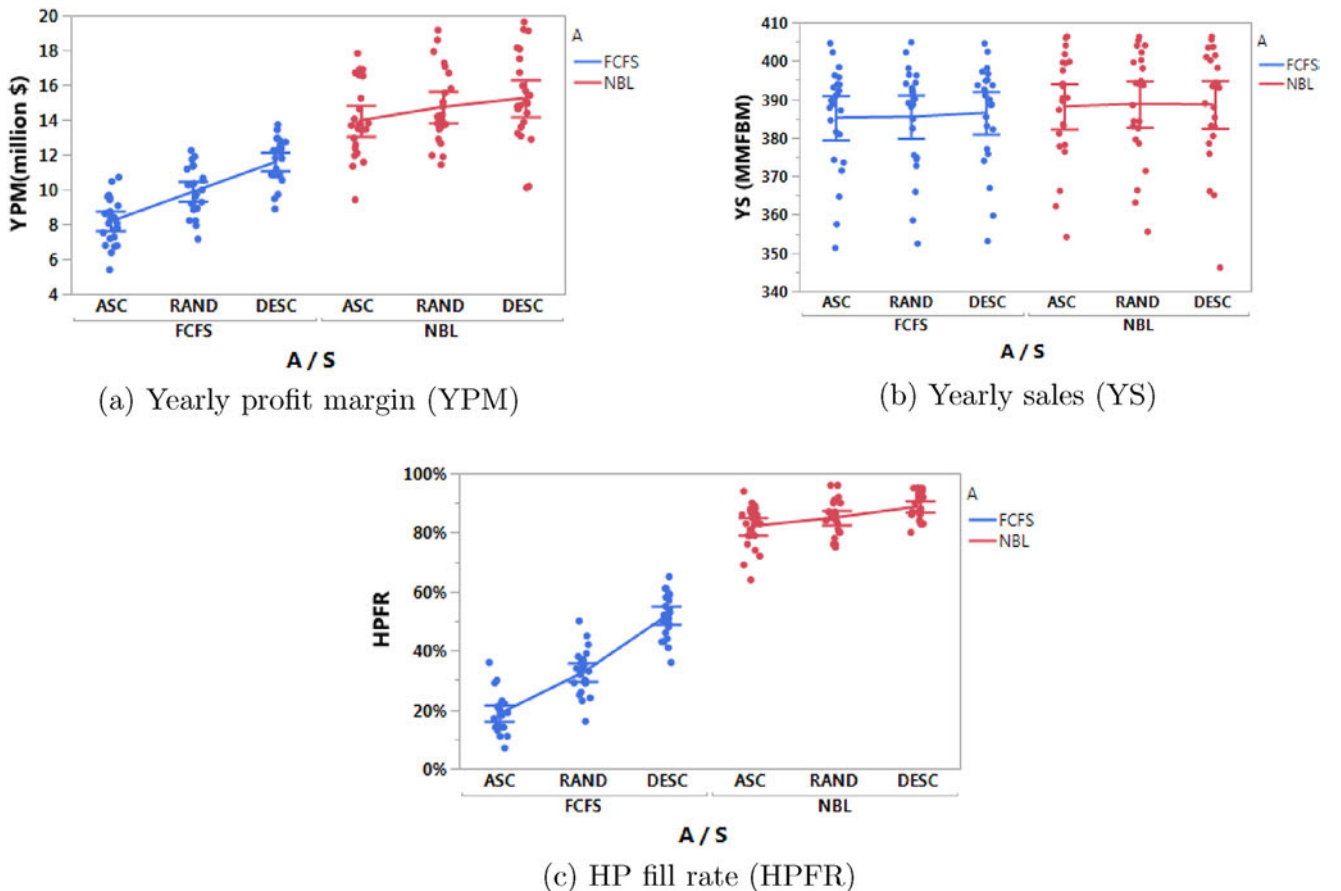 20
18
16
14
12
10
8
6
4
YPM(million $)
ASC RAND DESC ASC RAND DESC
FCFS NBL
A / S
A
FCFS
NBL
(a) Yearly profit margin (YPM)
410
400
390
380
370
360
350
340
YS (MMFBM)
ASC RAND DESC ASC RAND DESC
FCFS NBL
A / S
A
FCFS
NBL
(b) Yearly sales (YS)
100%
80%
60%
40%
20%
0%
HPFR
ASC RAND DESC ASC RAND DESC
FCFS NBL
A / S
A
FCFS
NBL
(c) HP fill rate (HPFR)